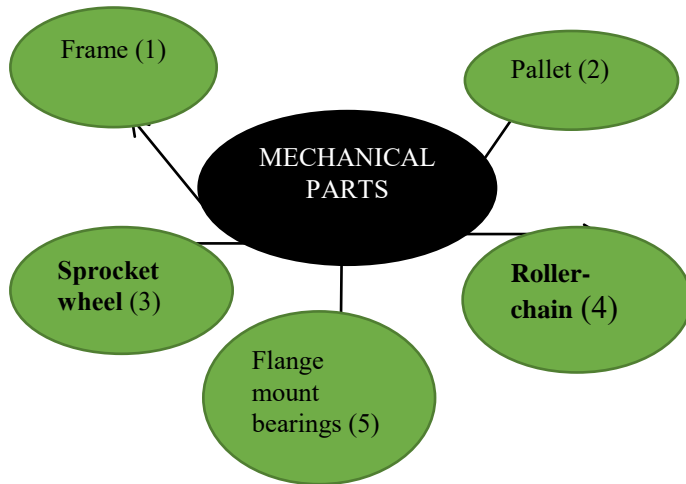 Frame (1)
Pallet (2)
MECHANICAL
PARTS
Sprocket
wheel (3)
Roller-
chain (4)
Flange
mount
bearings (5)